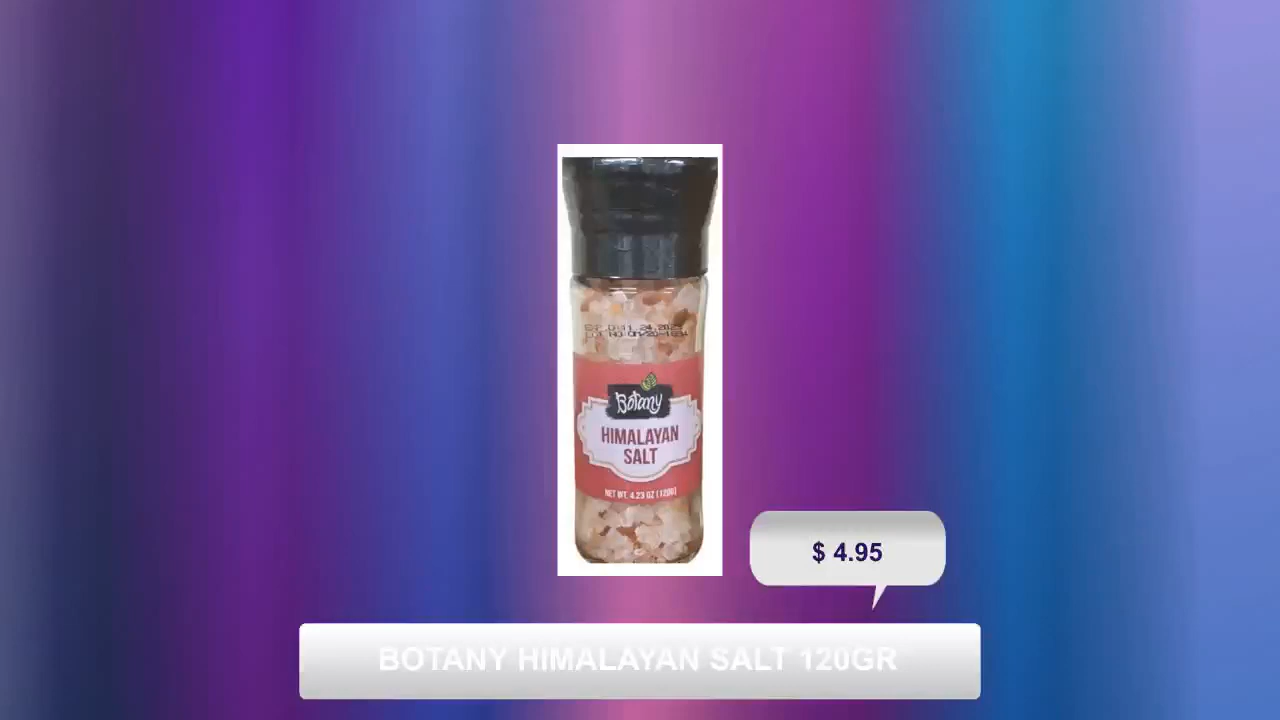 Botany
HIMALAYAN
SALT
NET WT. 4.23 OZ (120G)
$ 4.95
BOTANY HIMALAYAN SALT 120GR